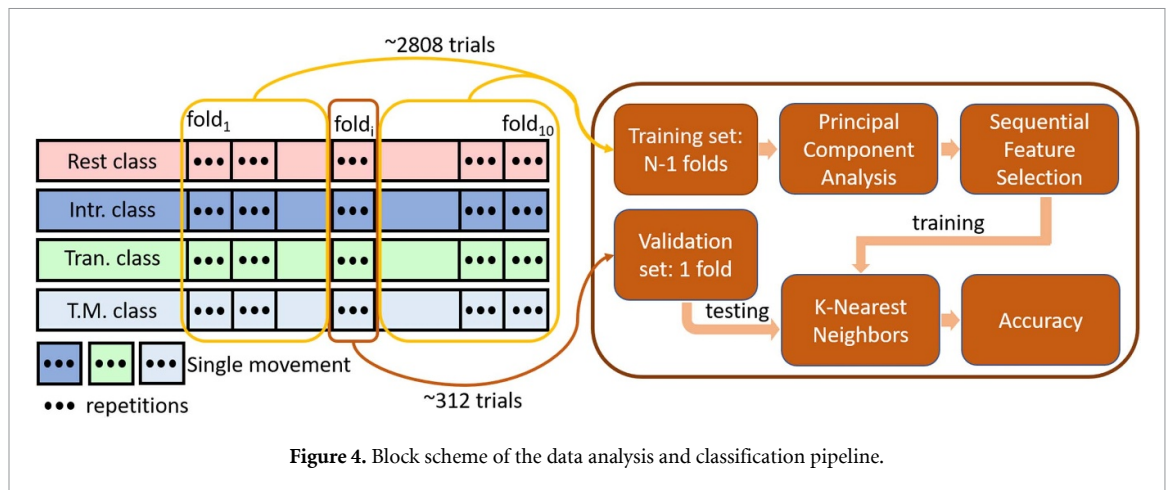 ~2808 trials
fold1
foldi
fold10
Rest class
Intr. class
Tran. class
T.M. class
Single movement
••• repetitions
~312 trials
Training set:
N-1 folds
Principal
Component
Analysis
Sequential
Feature
Selection
training
Validation
set: 1 fold
testing
K-Nearest
Neighbors
Accuracy
Figure 4. Block scheme of the data analysis and classification pipeline.